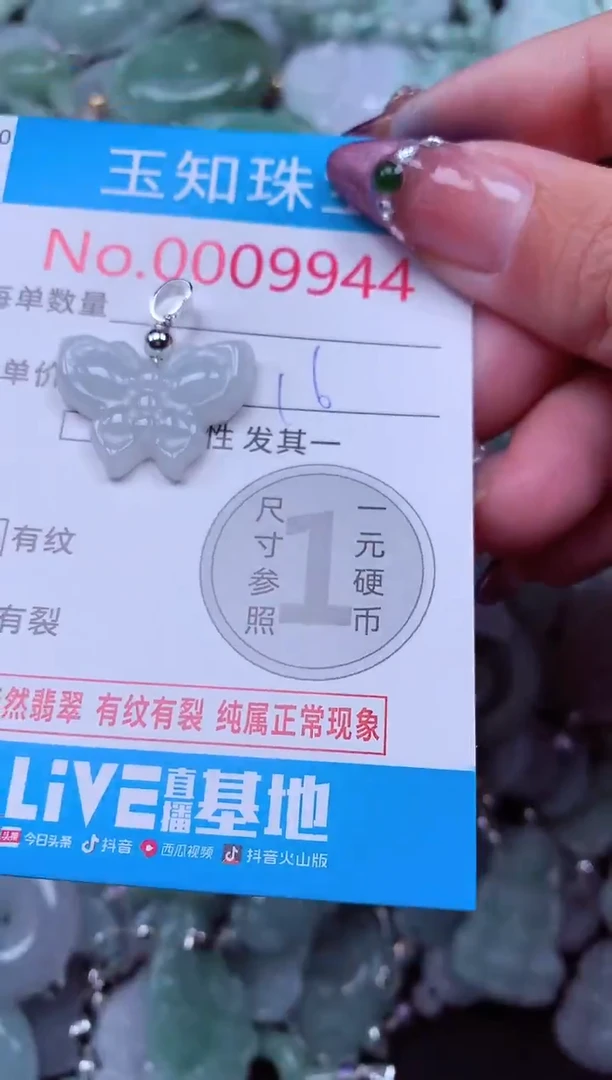 0
玉知珠
No.0009944
每单数量
单价
16
性 发其一
有纹
有裂
尺寸参照
1
一元硬币
然翡翠 有纹有裂 纯属正常现象
LiVE直播基地
头条 今日头条 抖音 西瓜视频 抖音火山版